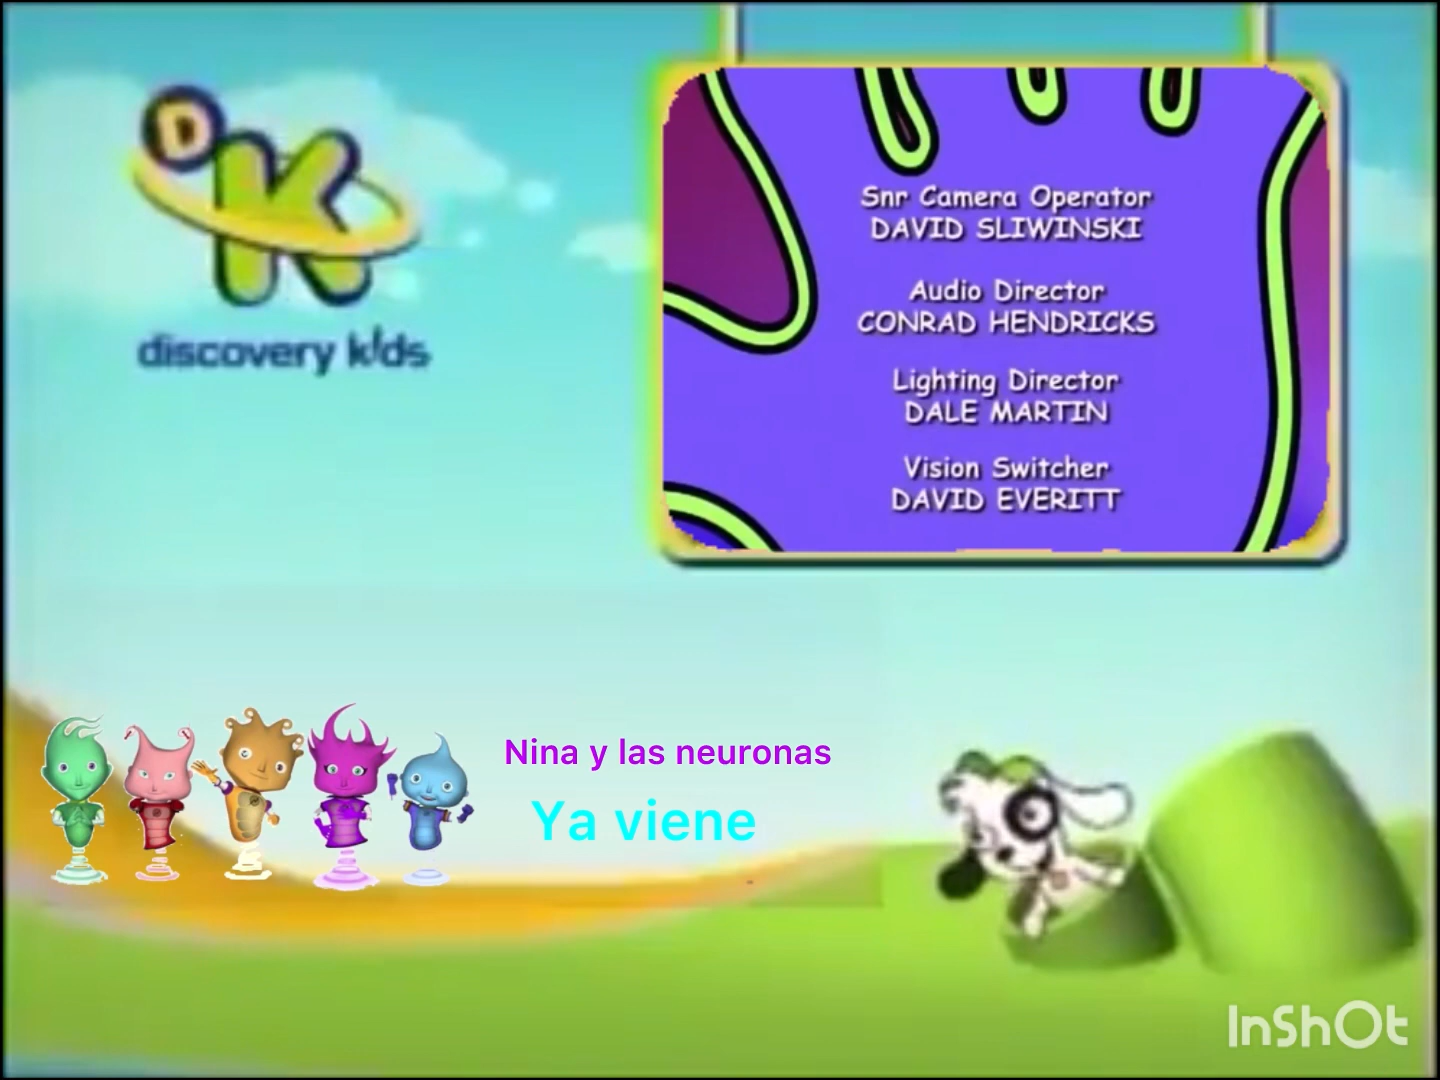 D
K
discovery kids
Snr Camera Operator
DAVID SLIWINSKI
Audio Director
CONRAD HENDRICKS
Lighting Director
DALE MARTIN
Vision Switcher
DAVID EVERITT
Nina y las neuronas
Ya viene
InShOt